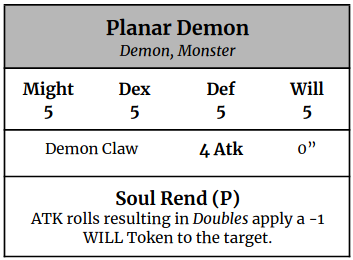 Planar Demon
Demon, Monster
Might Dex Def Will
5 5 5 5
Demon Claw 4 Atk 0”
Soul Rend (P)
ATK rolls resulting in Doubles apply a -1
WILL Token to the target.